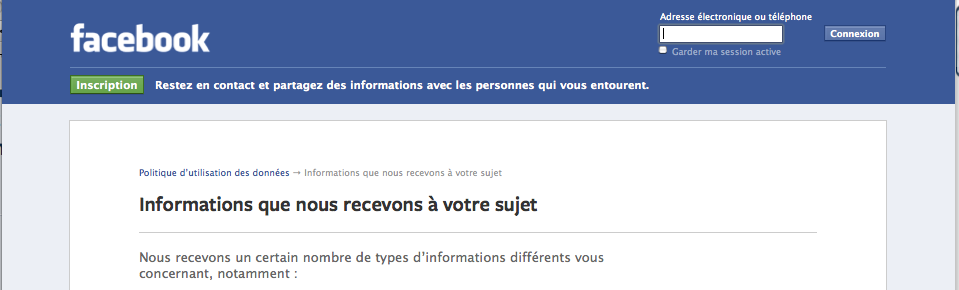 Adresse électronique ou téléphone
facebook
Connexion
Garder ma session active
Inscription Restez en contact et partagez des informations avec les personnes qui vous entourent.
Politique d'utilisation des données → Informations que nous recevons à votre sujet
Informations que nous recevons à votre sujet
Nous recevons un certain nombre de types d'informations différents vous
concernant, notamment :